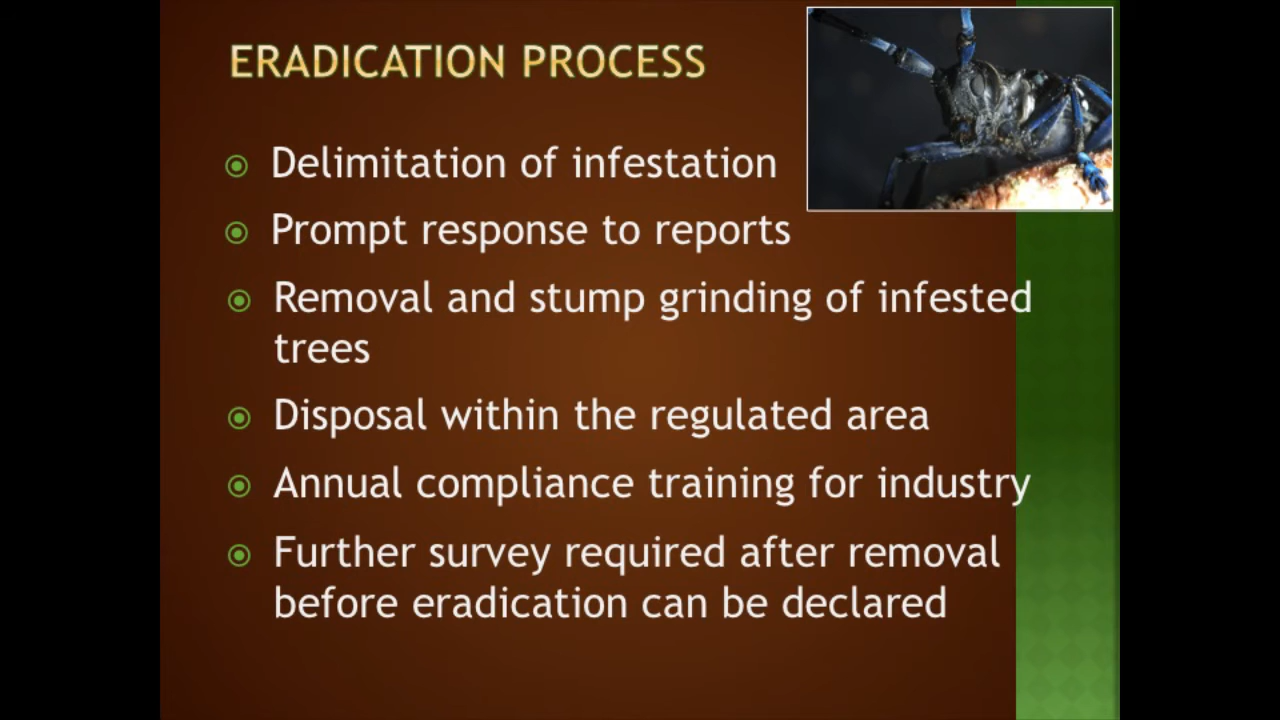 ERADICATION PROCESS
Delimitation of infestation
Prompt response to reports
Removal and stump grinding of infested
trees
Disposal within the regulated area
Annual compliance training for industry
Further survey required after removal
before eradication can be declared